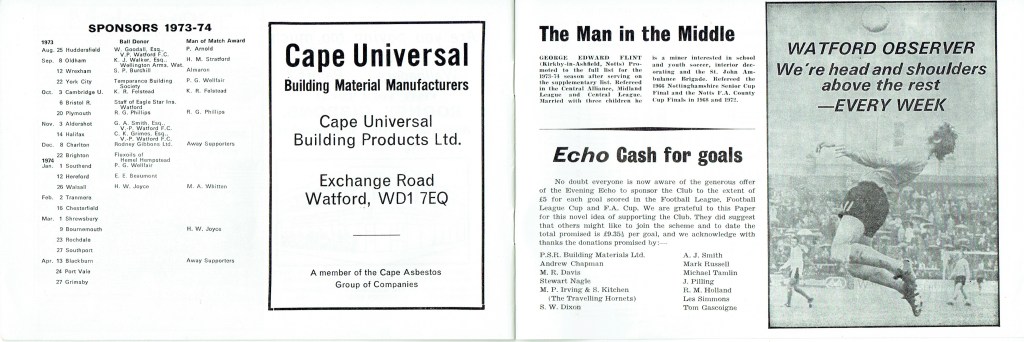 SPONSORS 1973-74
1973 Ball Donor Man of Match Award
Aug. 25 Huddersfield W. Goodall, Esq., P. Arnold
V.P. Watford F.C.
Sep. 8 Oldham K. J. Walker, Esq., H. M. Stratford
Wellington Arms, Wat.
12 Wrexham S. P. Burchill Almaron
22 York City Temperance Building P. G. Wellfair
Society
Oct. 3 Cambridge U. K. R. Felstead K. R. Felstead
6 Bristol R. Staff of Eagle Star Ins.
Watford
20 Plymouth R. G. Phillips R. G. Phillips
Nov. 3 Aldershot G. A. Smith, Esq.,
V.-P. Watford F.C.
14 Halifax C. K. Grimes, Esq.,
V.-P. Watford F.C.
Dec. 8 Charlton Rodney Gibbons Ltd. Away Supporters
22 Brighton Flexons of
Hemel Hempstead
1974
Jan. 1 Southend P. G. Wellfair
12 Hereford E. E. Beaumont
26 Walsall H. W. Joyce M. A. Whitton
Feb. 2 Tranmere
16 Chesterfield
Mar. 1 Shrewsbury
9 Bournemouth H. W. Joyce
23 Rochdale
27 Southport
Apr. 13 Blackburn Away Supporters
24 Port Vale
27 Grimsby
Cape Universal
Building Material Manufacturers
Cape Universal
Building Products Ltd.
Exchange Road
Watford, WD1 7EQ
A member of the Cape Asbestos
Group of Companies
The Man in the Middle
GEORGE EDWARD FLINT
(Kirkby-in-Ashfield, Notts) Pro-
moted to the full list for the
1973-74 season after serving on
the supplementary list. Refereed
in the Central Alliance, Midland
League and Central League.
Married with three children he
is a minor interested in school
and youth soccer, interior dec-
orating and the St. John Am-
bulance Brigade. Refereed the
1966 Nottinghamshire Senior Cup
Final and the Notts F.A. County
Cup Finals in 1968 and 1972.
Echo Cash for goals
No doubt everyone is now aware of the generous offer
of the Evening Echo to sponsor the Club to the extent of
£5 for each goal scored in the Football League, Football
League Cup and F.A. Cup. We are grateful to this Paper
for this novel idea of supporting the Club. They did suggest
that others might like to join the scheme and to date the
total promised is £9.35½ per goal, and we acknowledge with
thanks the donations promised by:—
P.S.R. Building Materials Ltd.
Andrew Chapman
M. R. Davis
Stewart Nagle
M. P. Irving & S. Kitchen
(The Travelling Hornets)
S. W. Dixon
A. J. Smith
Mark Russell
Michael Tamlin
J. Pilling
R. M. Holland
Les Simmons
Tom Gascoigne
WATFORD OBSERVER
We're head and shoulders
above the rest
—EVERY WEEK
11